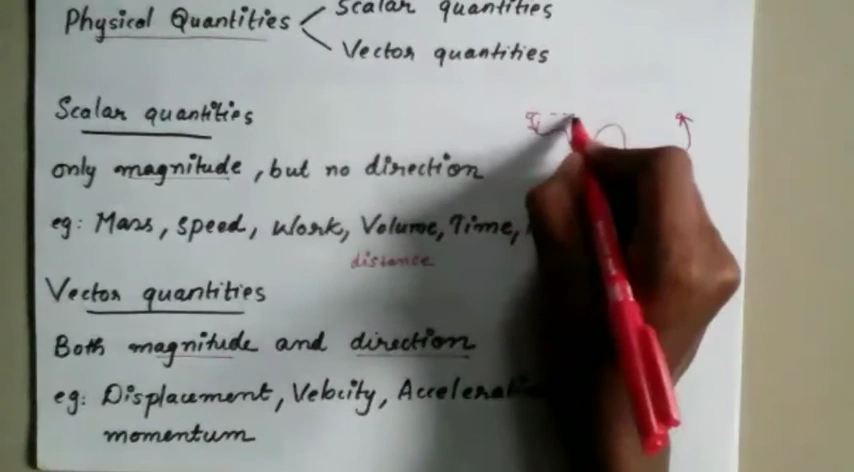 Physical Quantities
Scalar quantities
Vector quantities
Scalar quantities
only magnitude, but no direction
eg: Mass, Speed, Work, Volume, Time,
distance
Vector quantities
Both magnitude and direction
eg: Displacement, Velocity,
momentum